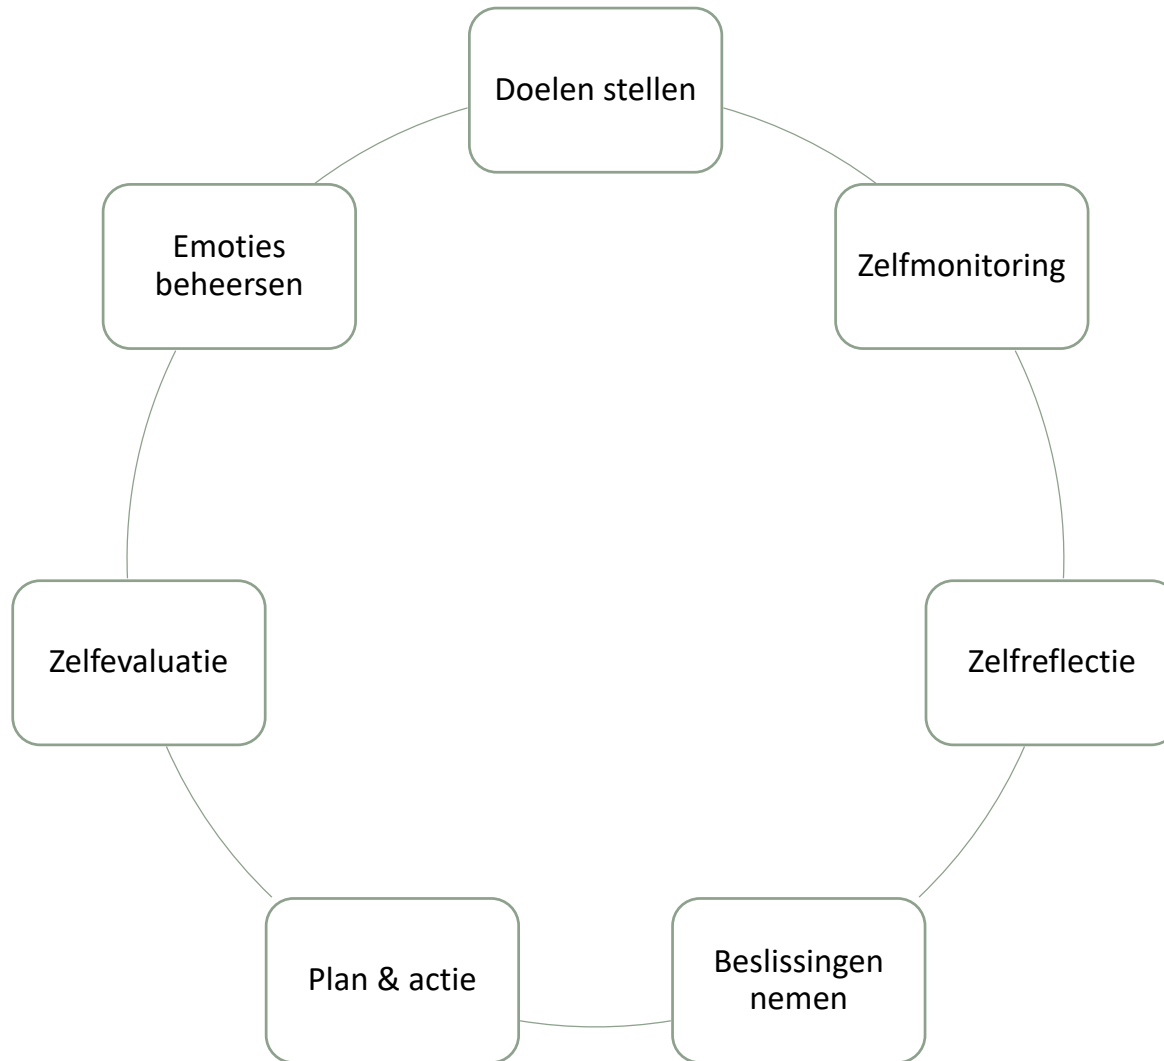 Doelen stellen
Zelfmonitoring
Zelfreflectie
Beslissingen
nemen
Plan & actie
Zelfevaluatie
Emoties
beheersen